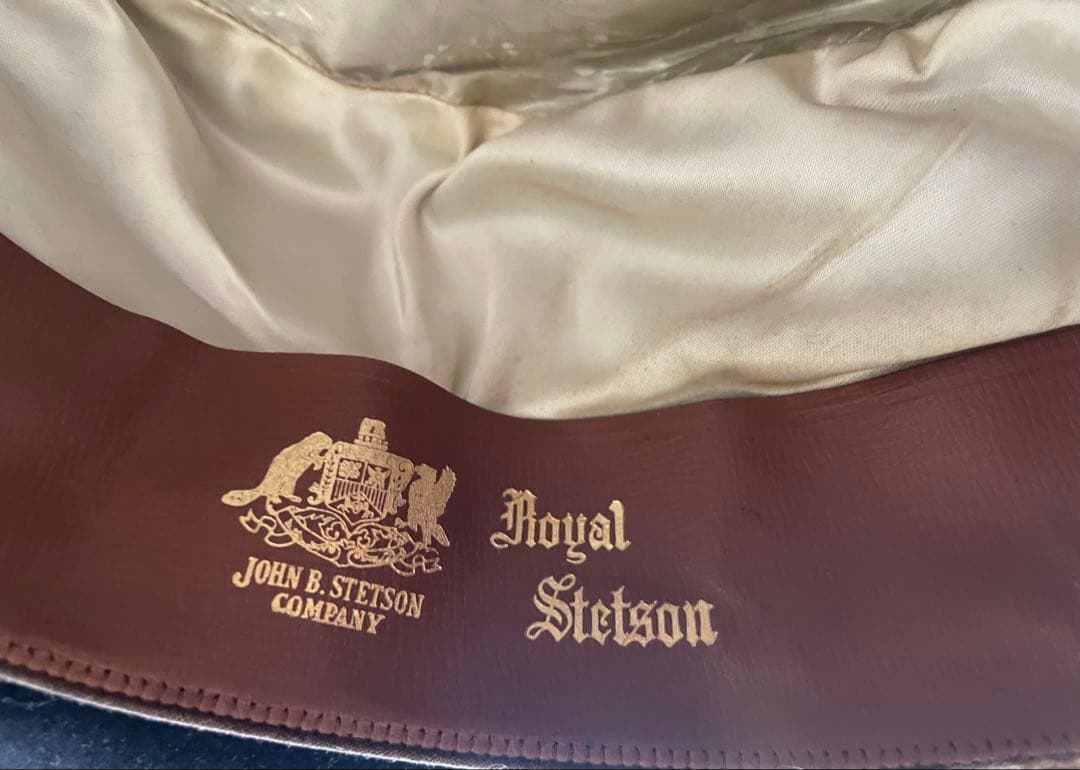 JOHN B. STETSON
COMPANY
Royal
Stetson